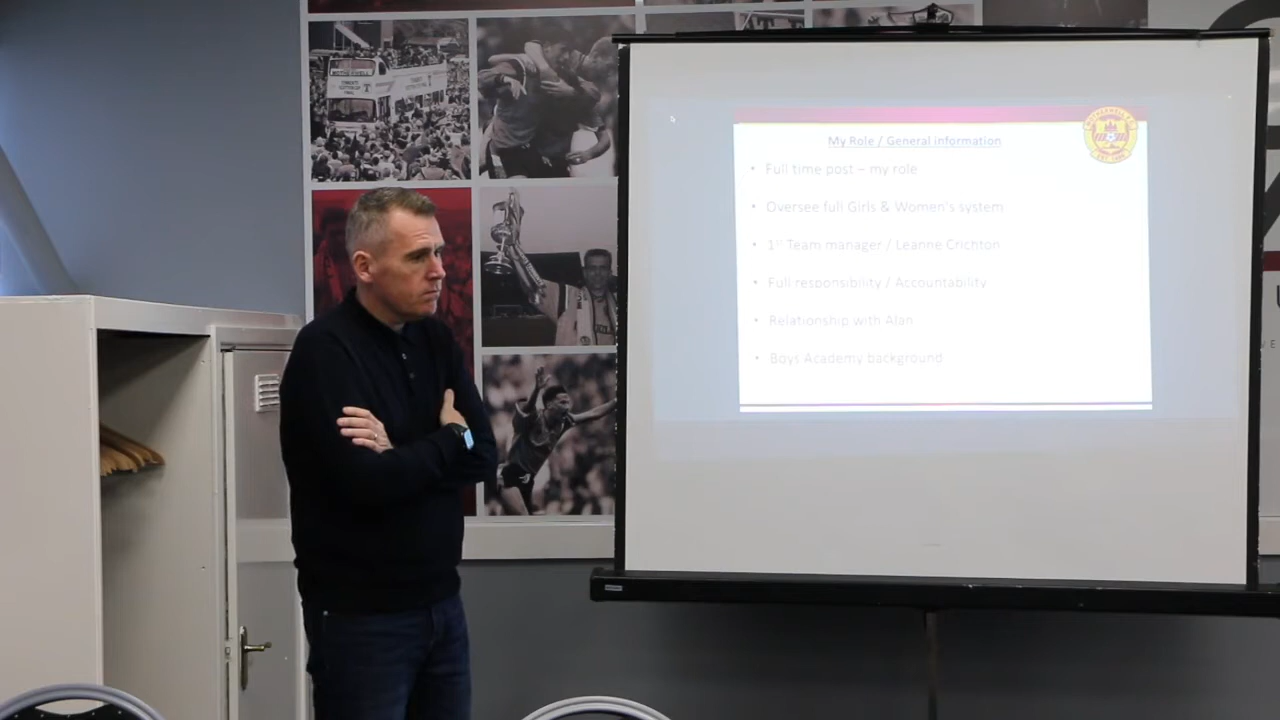 MOTHERWELL
My Role / General information
• Full time post – my role
• Oversee full Girls & Women's system
• 1st Team manager / Leanne Crichton
• Full responsibility / Accountability
• Relationship with Alan
• Boys Academy background